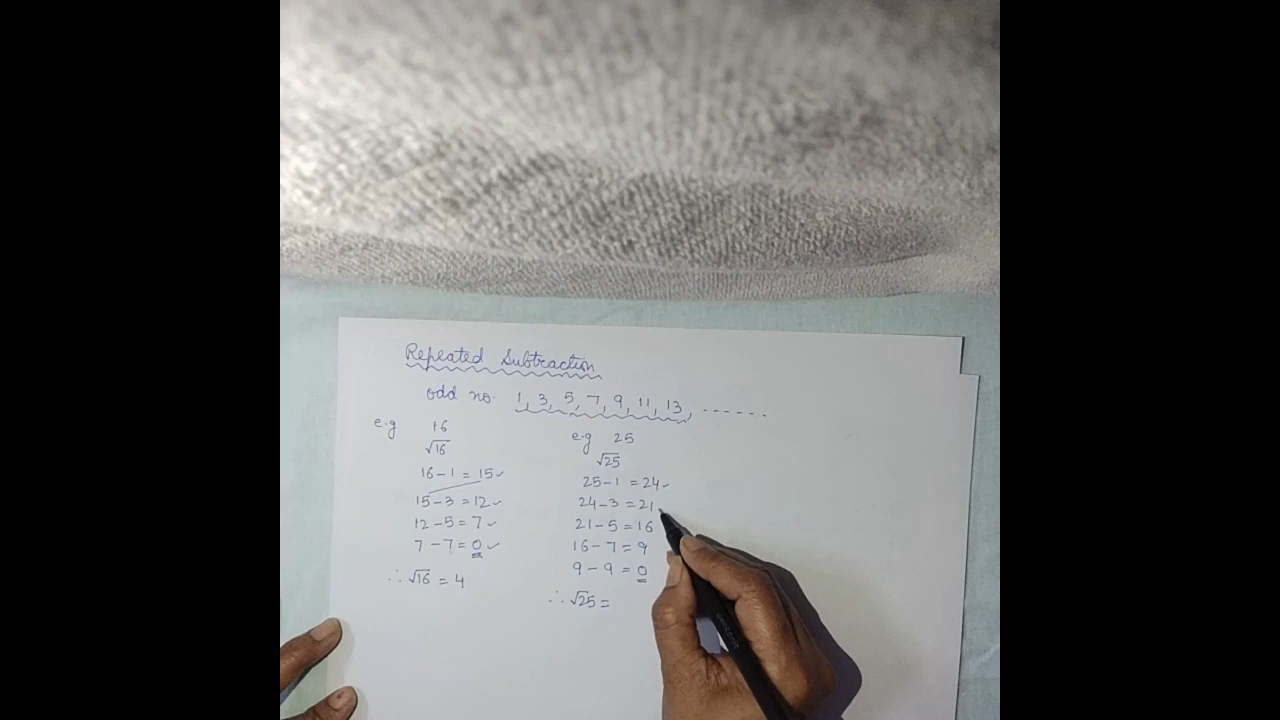 Repeated Subtraction
odd no. 1, 3, 5, 7, 9, 11, 13, ------
e.g 16
√16
16-1 = 15✓
15-3 = 12✓
12-5 = 7✓
7-7 = 0✓
∴ √16 = 4
e.g 25
√25
25-1 = 24✓
24-3 = 21
21-5 = 16
16-7 = 9
9-9 = 0
∴ √25 =